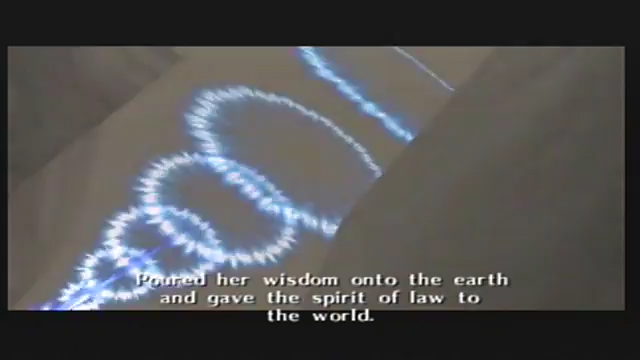 Poured her wisdom onto the earth
and gave the spirit of law to
the world.